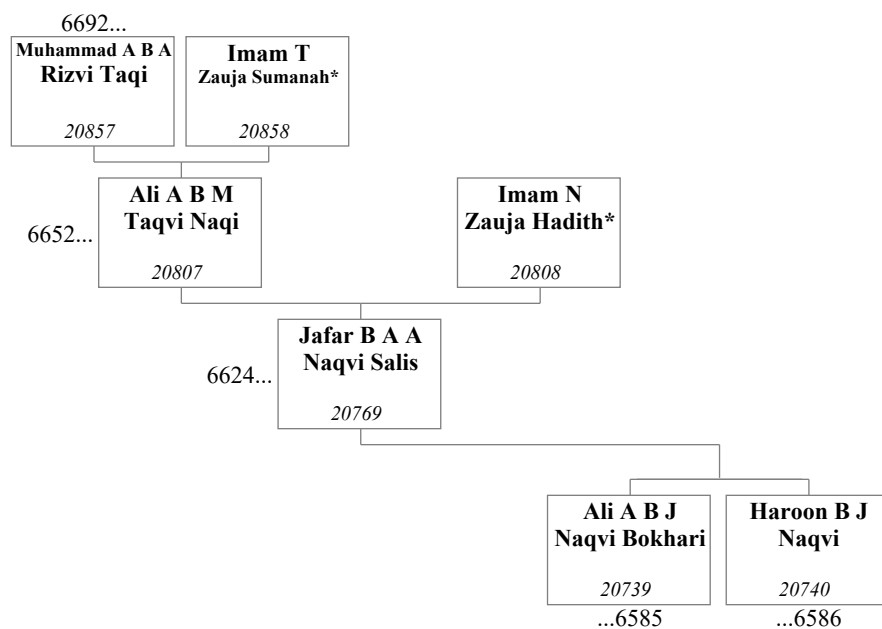 6692...
Muhammad A B A
Rizvi Taqi
20857
Imam T
Zauja Sumanah*
20858
6652...
Ali A B M
Taqvi Naqi
20807
Imam N
Zauja Hadith*
20808
6624...
Jafar B A A
Naqvi Salis
20769
Ali A B J
Naqvi Bokhari
20739
...6585
Haroon B J
Naqvi
20740
...6586